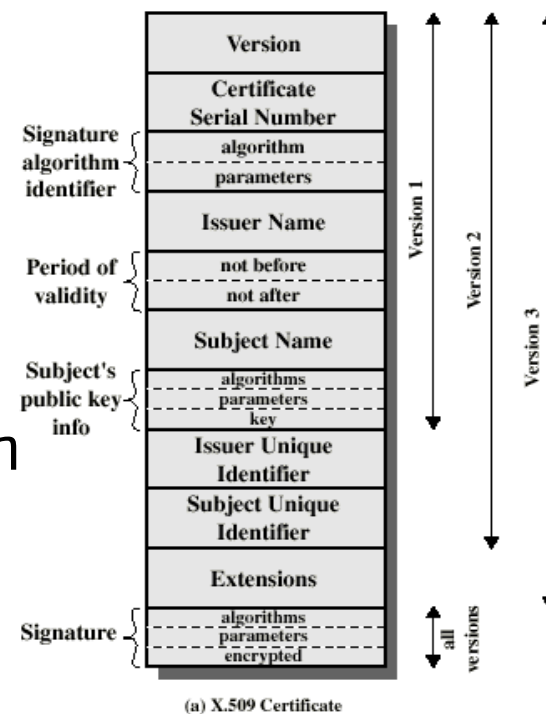 Version
Certificate
Serial Number
Signature
algorithm
identifier
algorithm
parameters
Issuer Name
Period of
validity
not before
not after
Subject Name
Subject's
public key
info
algorithms
parameters
key
n
Issuer Unique
Identifier
Subject Unique
Identifier
Extensions
Signature
algorithms
parameters
encrypted
Version 1
Version 2
Version 3
all
versions
(a) X.509 Certificate